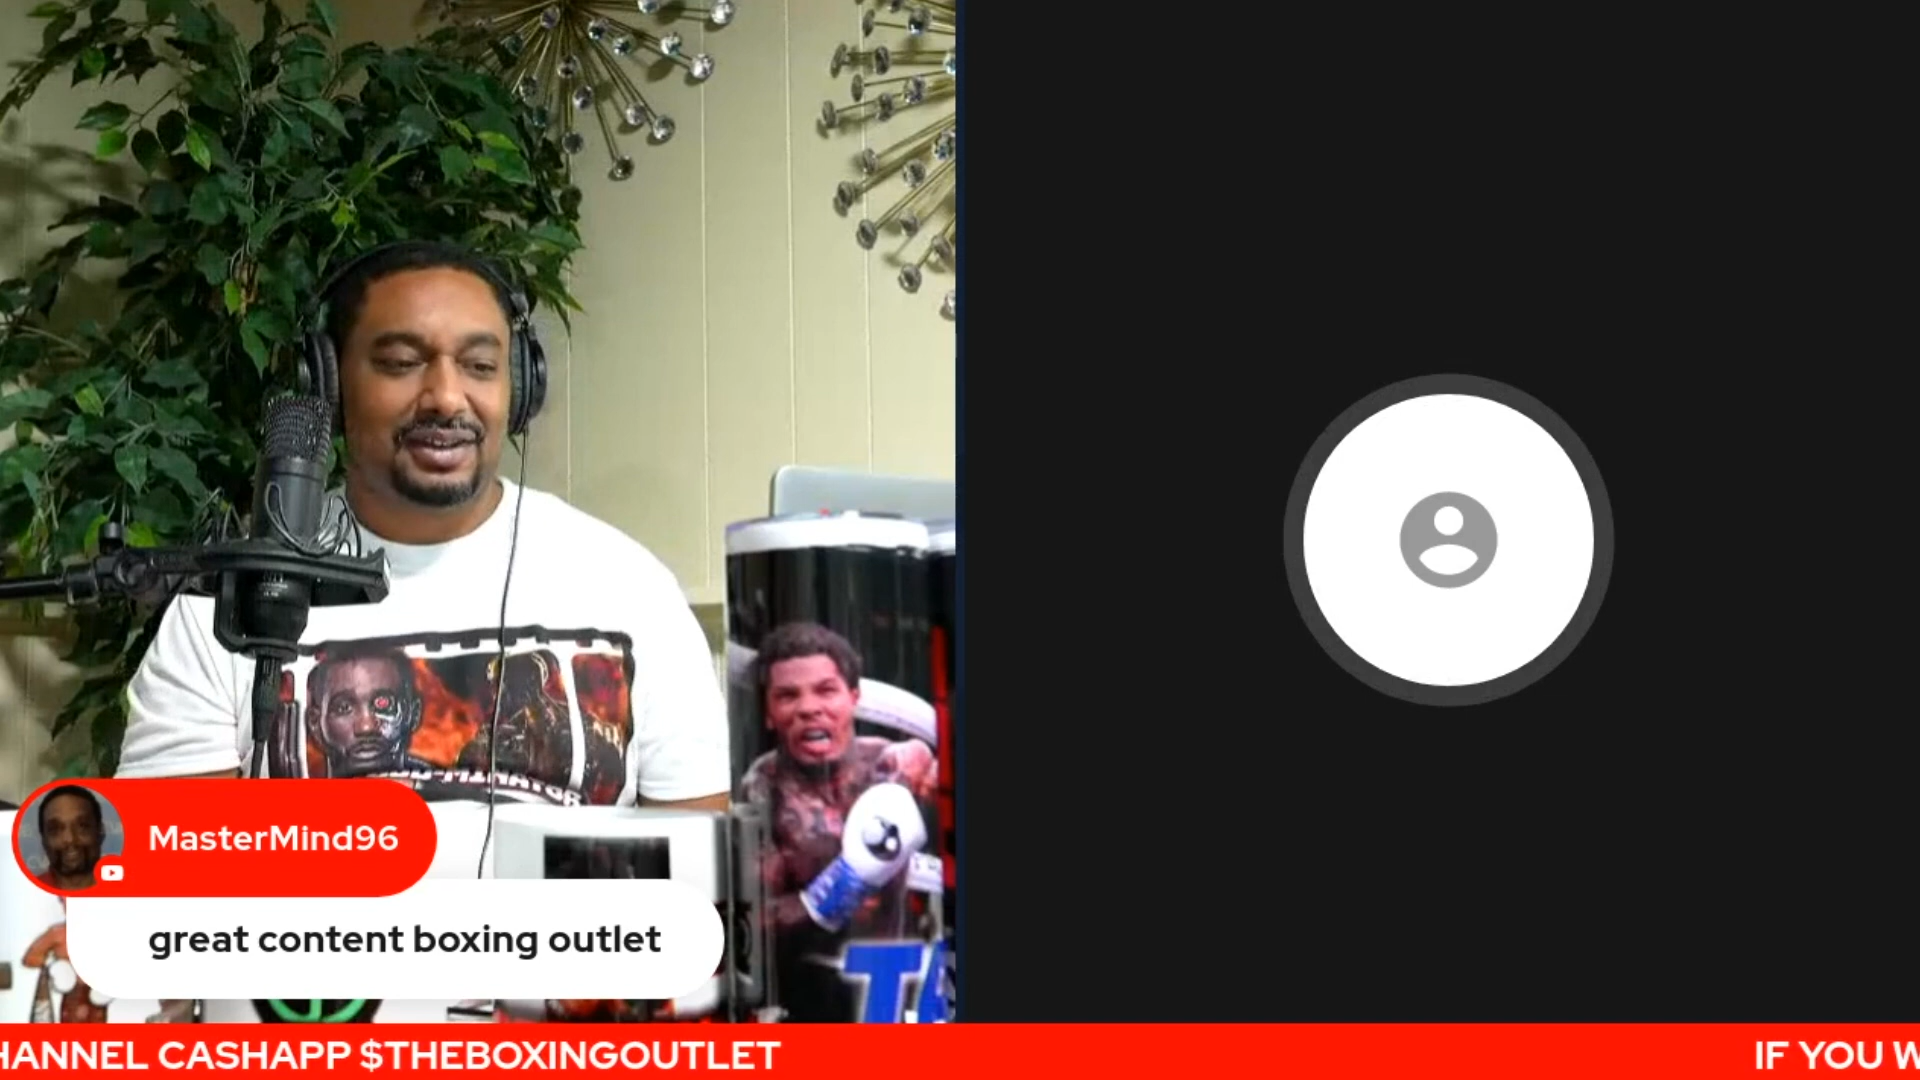 MasterMind96
great content boxing outlet
HANNEL CASHAPP $THEBOXINGOUTLET
IF YOU W